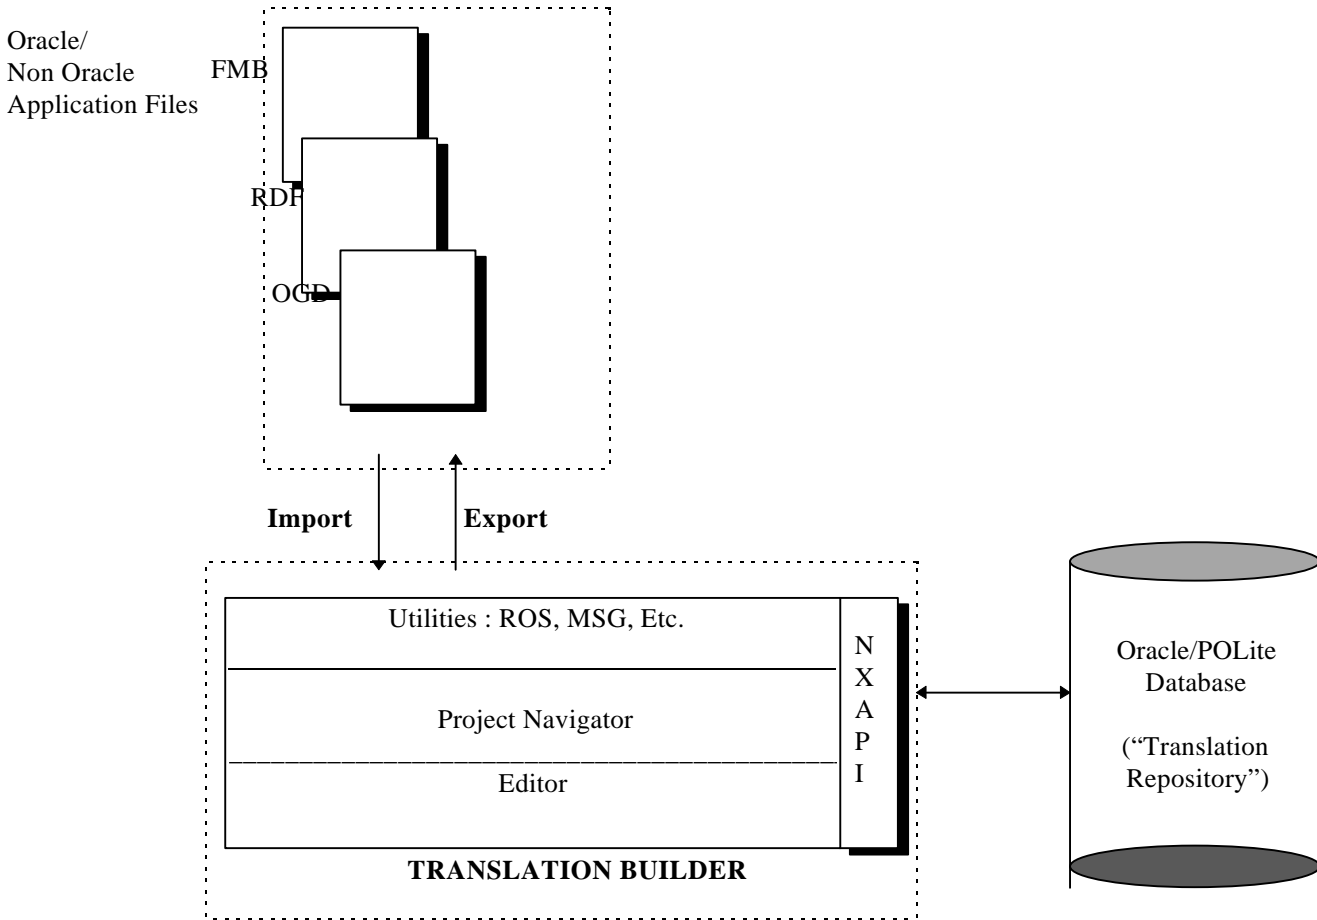 Oracle/
Non Oracle
Application Files
FMB
RDF
OGD
Import
Export
Utilities : ROS, MSG, Etc.
Project Navigator
Editor
N
X
A
P
I
TRANSLATION BUILDER
Oracle/POLite
Database
(“Translation
Repository”)